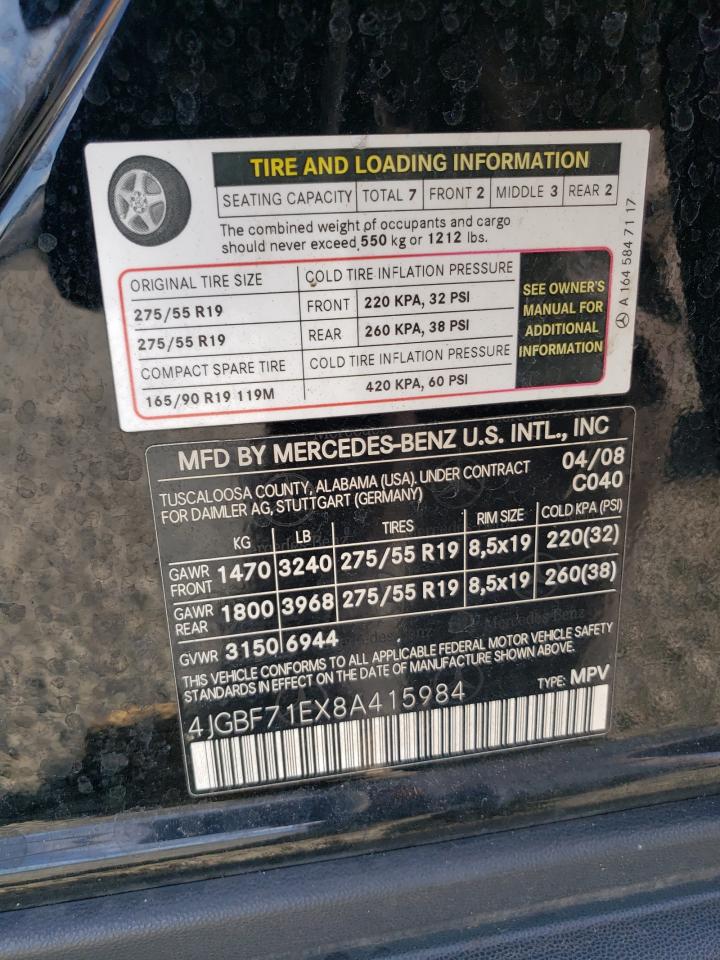 TIRE AND LOADING INFORMATION
SEATING CAPACITY TOTAL 7 FRONT 2 MIDDLE 3 REAR 2
The combined weight of occupants and cargo
should never exceed 550 kg or 1212 lbs.
ORIGINAL TIRE SIZE COLD TIRE INFLATION PRESSURE
275/55 R19 FRONT 220 KPA, 32 PSI
275/55 R19 REAR 260 KPA, 38 PSI
COMPACT SPARE TIRE COLD TIRE INFLATION PRESSURE
165/90 R19 119M 420 KPA, 60 PSI
SEE OWNER'S
MANUAL FOR
ADDITIONAL
INFORMATION
A 164 584 71 17
MFD BY MERCEDES-BENZ U.S. INTL., INC
TUSCALOOSA COUNTY, ALABAMA (USA). UNDER CONTRACT 04/08
FOR DAIMLER AG, STUTTGART (GERMANY) C040
KG LB TIRES RIM SIZE COLD KPA (PSI)
GAWR FRONT 1470 3240 275/55 R19 8,5x19 220(32)
GAWR REAR 1800 3968 275/55 R19 8,5x19 260(38)
GVWR 3150 6944
THIS VEHICLE CONFORMS TO ALL APPLICABLE FEDERAL MOTOR VEHICLE SAFETY
STANDARDS IN EFFECT ON THE DATE OF MANUFACTURE SHOWN ABOVE.
4JGBF71EX8A415984 TYPE: MPV